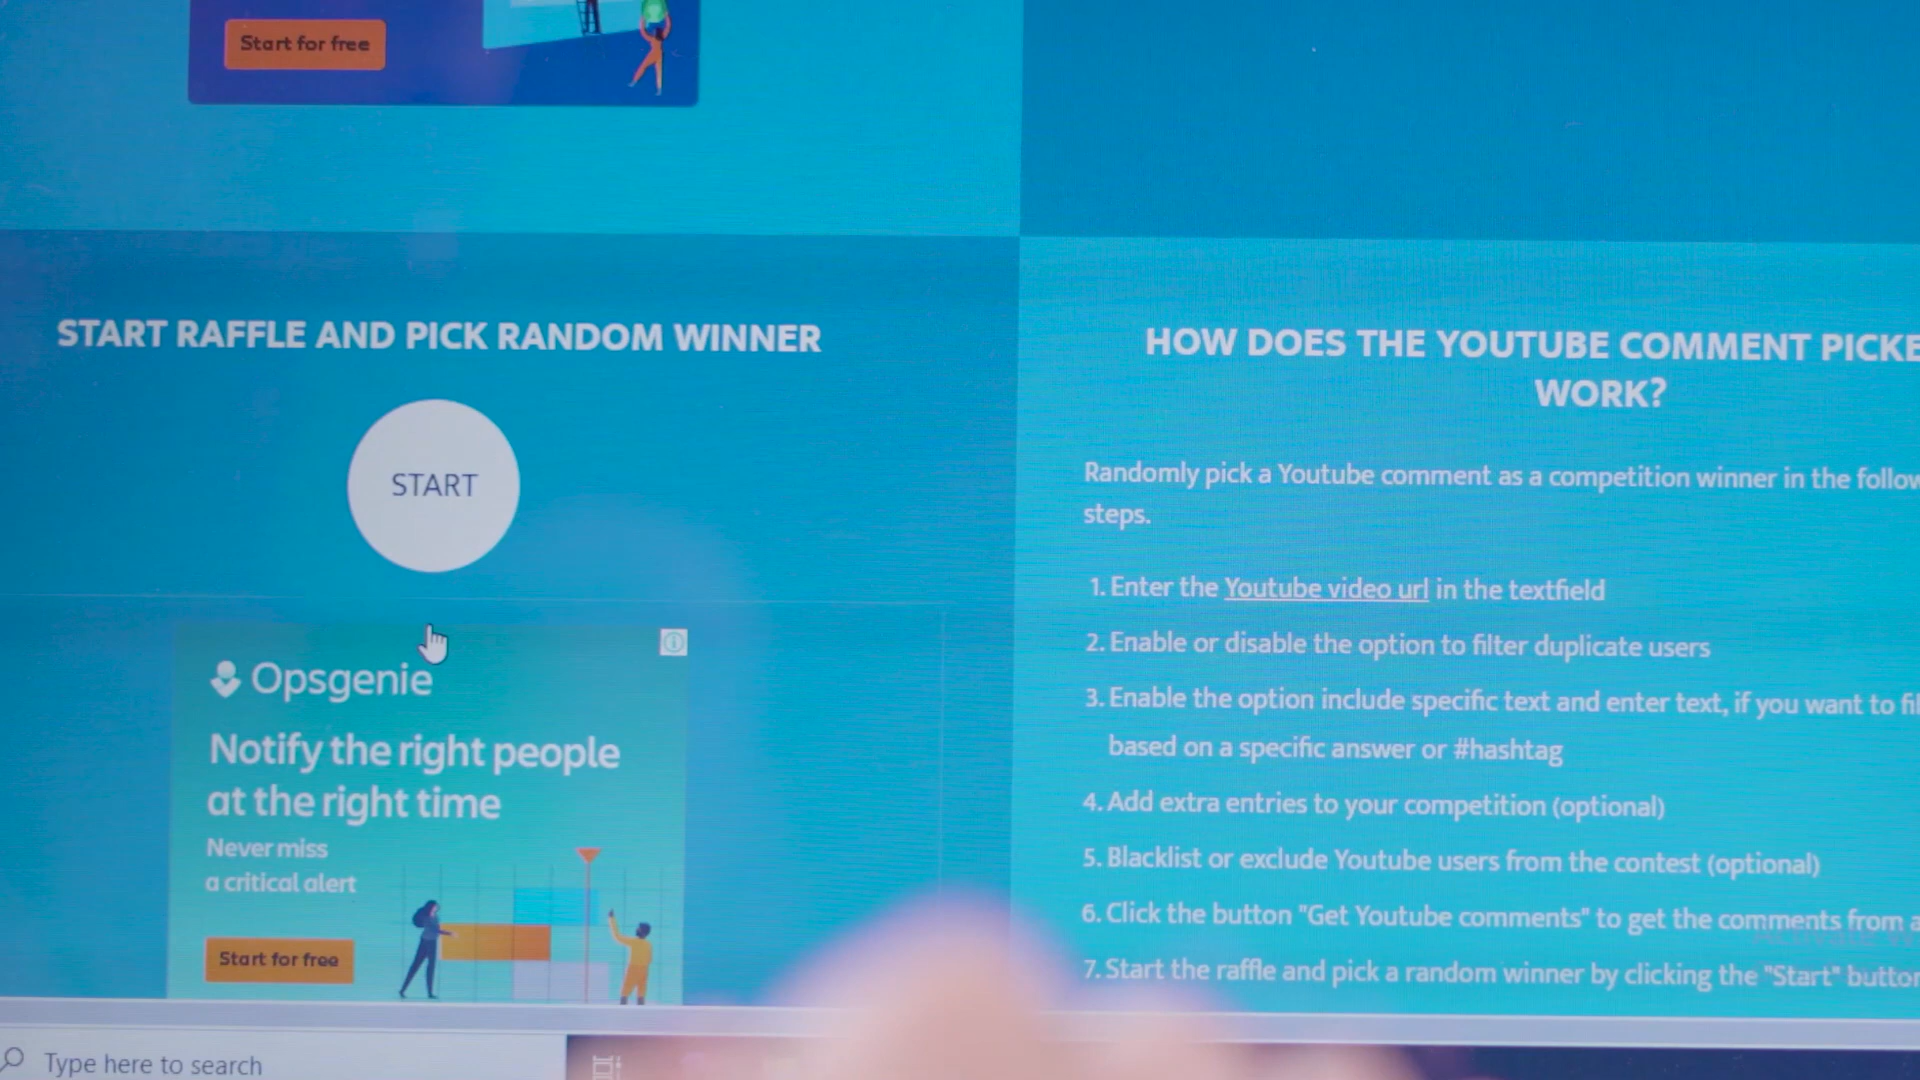 Start for free
START RAFFLE AND PICK RANDOM WINNER
START
Opsgenie
Notify the right people
at the right time
Never miss
a critical alert
Start for free
HOW DOES THE YOUTUBE COMMENT PICKE
WORK?
Randomly pick a Youtube comment as a competition winner in the follow
steps.
1. Enter the Youtube video url in the textfield
2. Enable or disable the option to filter duplicate users
3. Enable the option include specific text and enter text, if you want to fil
based on a specific answer or #hashtag
4. Add extra entries to your competition (optional)
5. Blacklist or exclude Youtube users from the contest (optional)
6. Click the button "Get Youtube comments" to get the comments from a
7. Start the raffle and pick a random winner by clicking the "Start" button
Type here to search